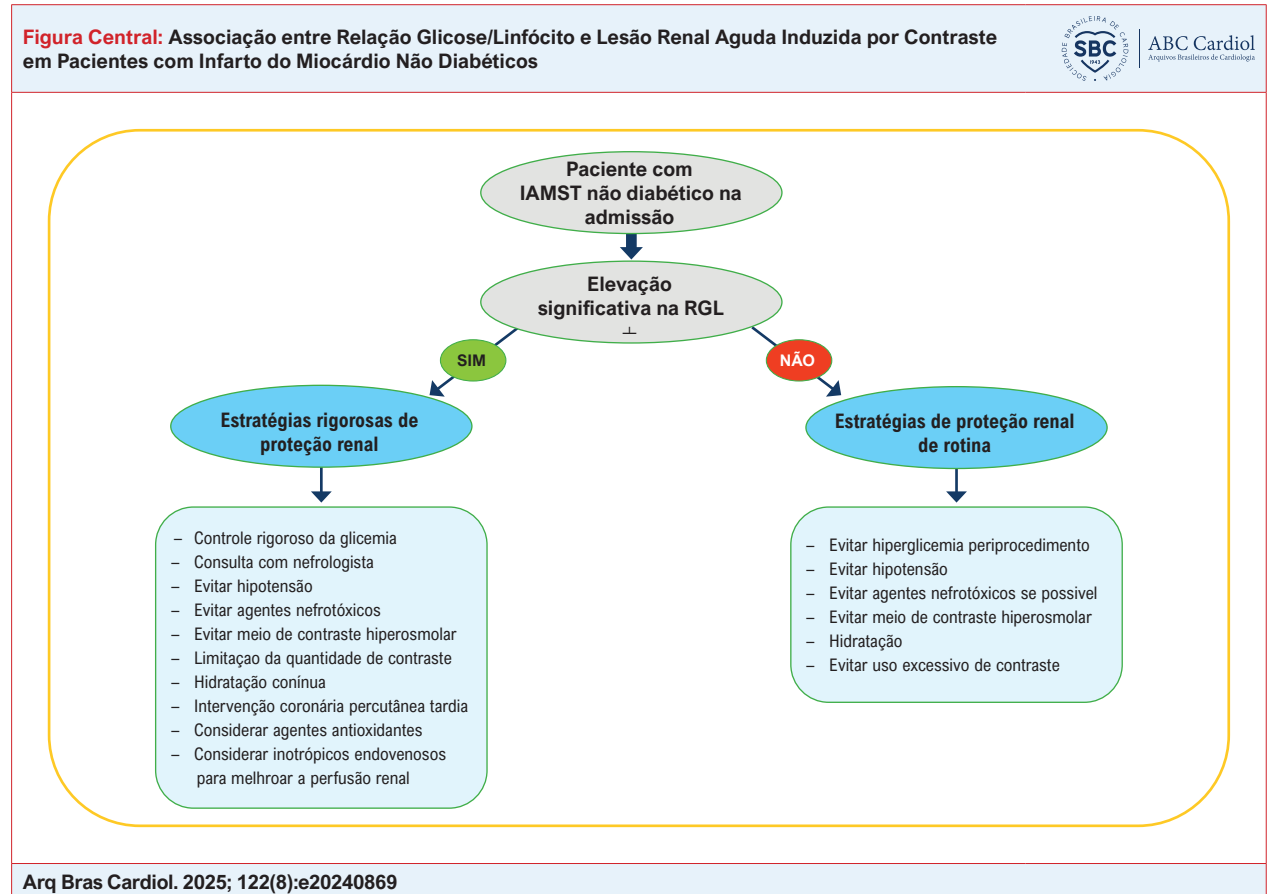 Figura Central: Associação entre Relação Glicose/Linfócito e Lesão Renal Aguda Induzida por Contraste
em Pacientes com Infarto do Miocárdio Não Diabéticos
SOCIEDADE BRASILEIRA DE CARDIOLOGIA
SBC
1943
ABC Cardiol
Arquivos Brasileiros de Cardiologia
Paciente com
IAMST não diabético na
admissão
Elevação
significativa na RGL
⊥
SIM
NÃO
Estratégias rigorosas de
proteção renal
Estratégias de proteção renal
de rotina
– Controle rigoroso da glicemia
– Consulta com nefrologista
– Evitar hipotensão
– Evitar agentes nefrotóxicos
– Evitar meio de contraste hiperosmolar
– Limitaçao da quantidade de contraste
– Hidratação conínua
– Intervenção coronária percutânea tardia
– Considerar agentes antioxidantes
– Considerar inotrópicos endovenosos
para melhroar a perfusão renal
– Evitar hiperglicemia periprocedimento
– Evitar hipotensão
– Evitar agentes nefrotóxicos se possivel
– Evitar meio de contraste hiperosmolar
– Hidratação
– Evitar uso excessivo de contraste
Arq Bras Cardiol. 2025; 122(8):e20240869